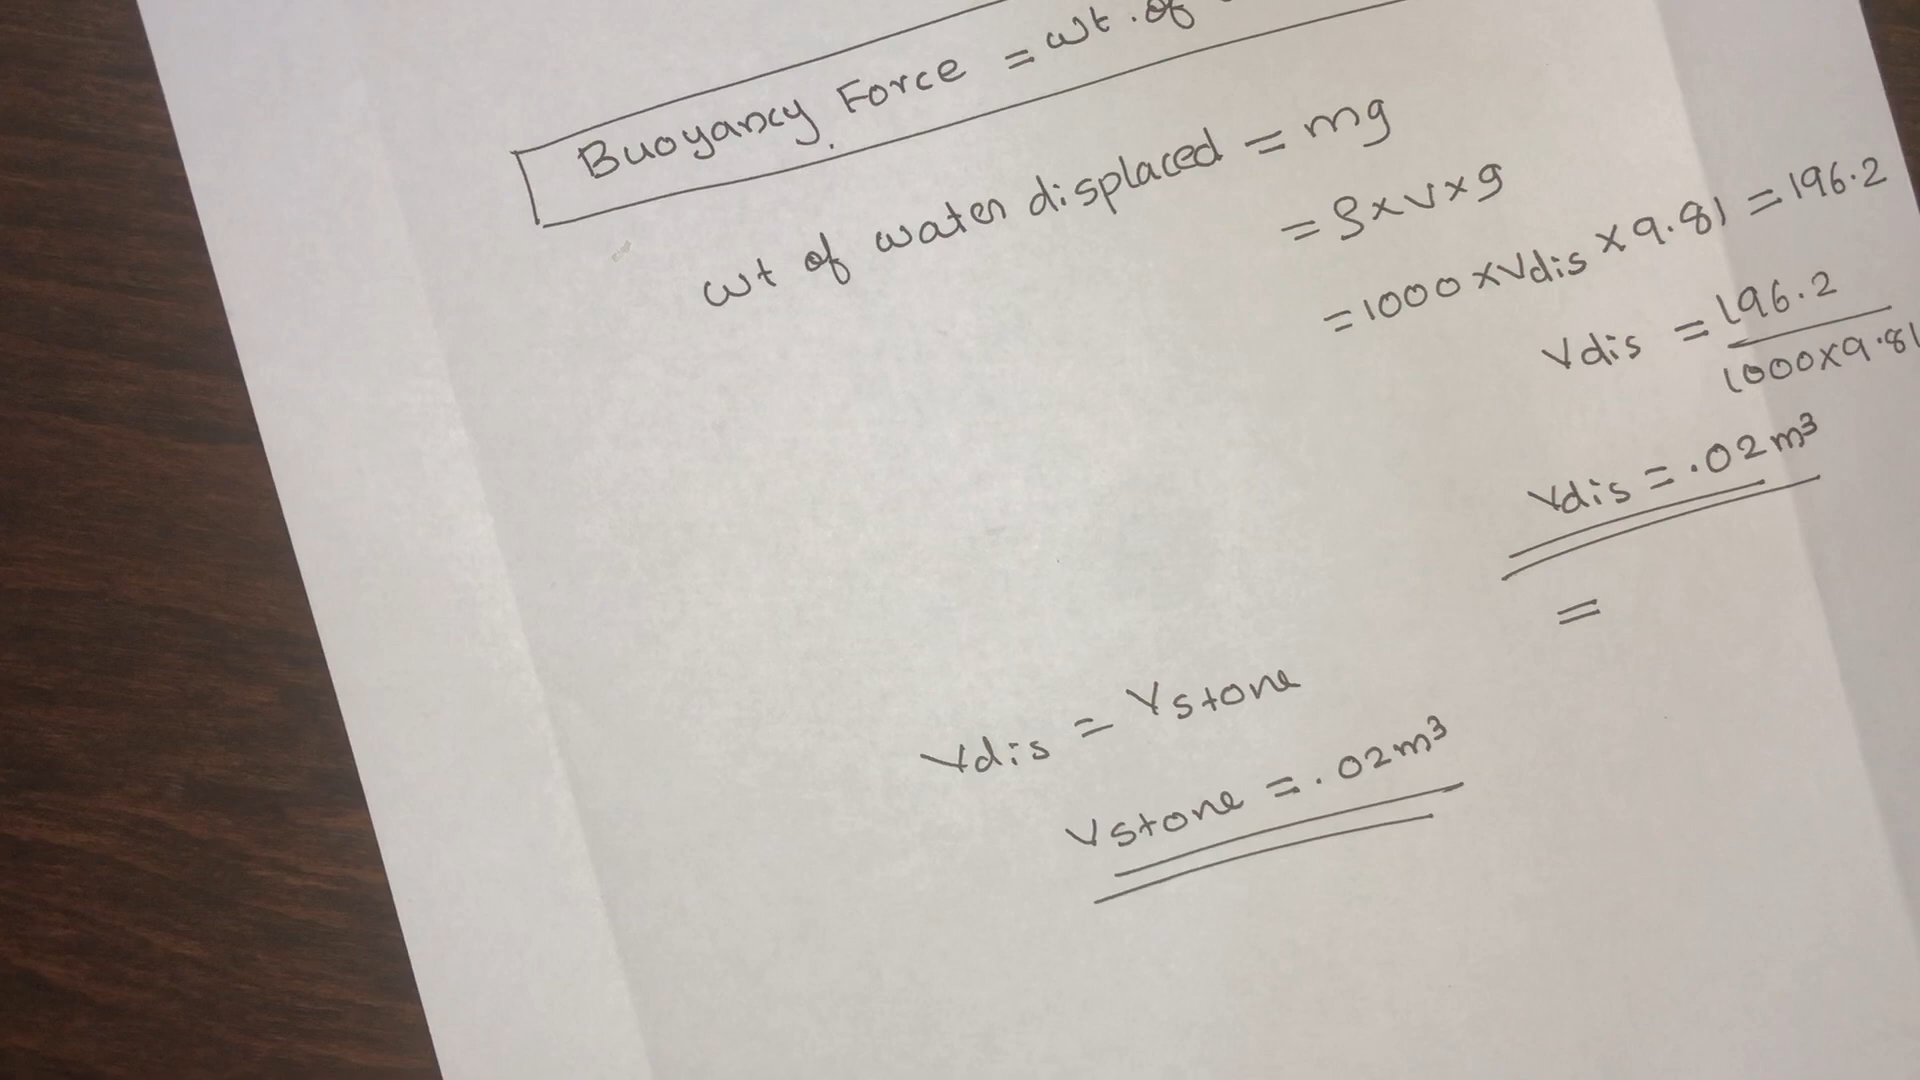 Buoyancy Force = wt. of
wt of water displaced = mg
= ρ×v×g
= 1000 × Vdis × 9.81 = 196.2
Vdis = 196.2 / 1000×9.81
Vdis = .02 m³
=
Vdis = Vstone
Vstone = .02 m³